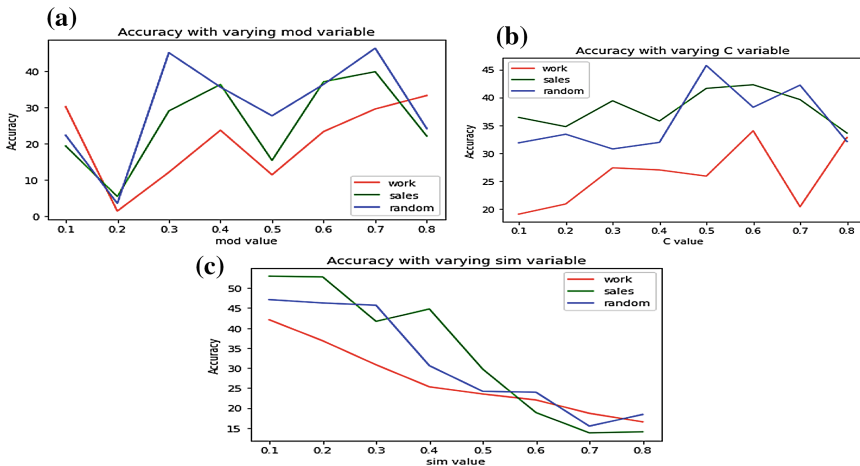 (a)
Accuracy with varying mod variable
Accuracy
40
30
20
10
0
0.1 0.2 0.3 0.4 0.5 0.6 0.7 0.8
mod value
work
sales
random
(b)
Accuracy with varying C variable
Accuracy
45
40
35
30
25
20
work
sales
random
0.1 0.2 0.3 0.4 0.5 0.6 0.7 0.8
C value
(c)
Accuracy with varying sim variable
Accuracy
50
45
40
35
30
25
20
15
work
sales
random
0.1 0.2 0.3 0.4 0.5 0.6 0.7 0.8
sim value